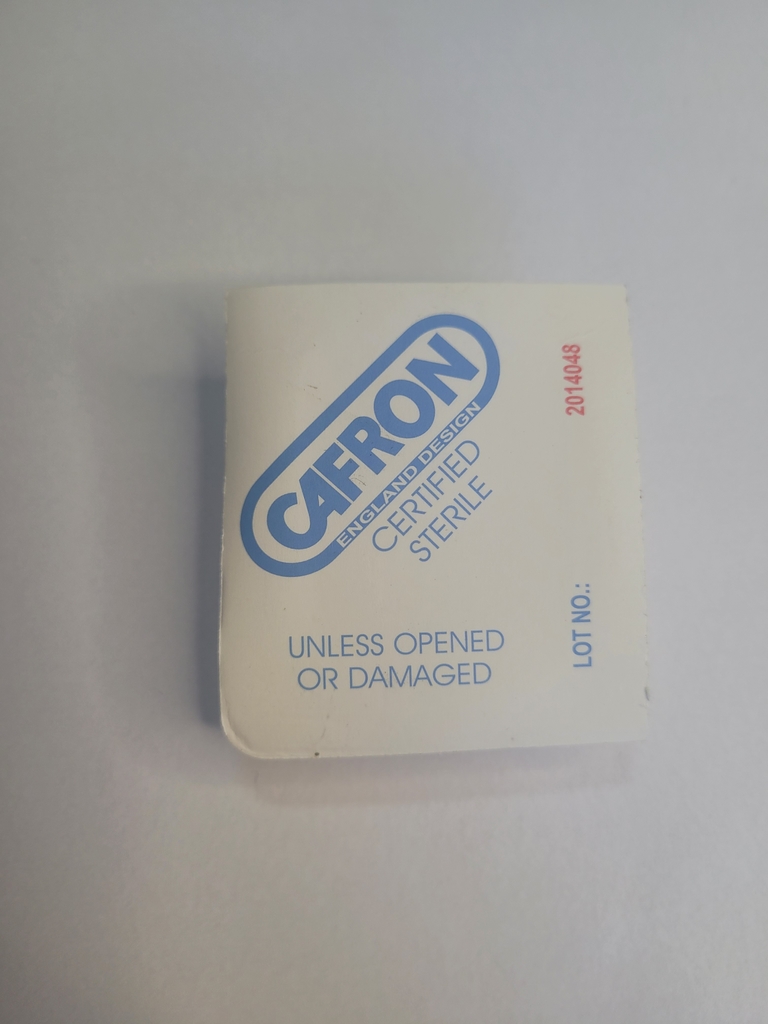 CAFRON
ENGLAND DESIGN
CERTIFIED
STERILE
UNLESS OPENED
OR DAMAGED
LOT NO.: 2014048